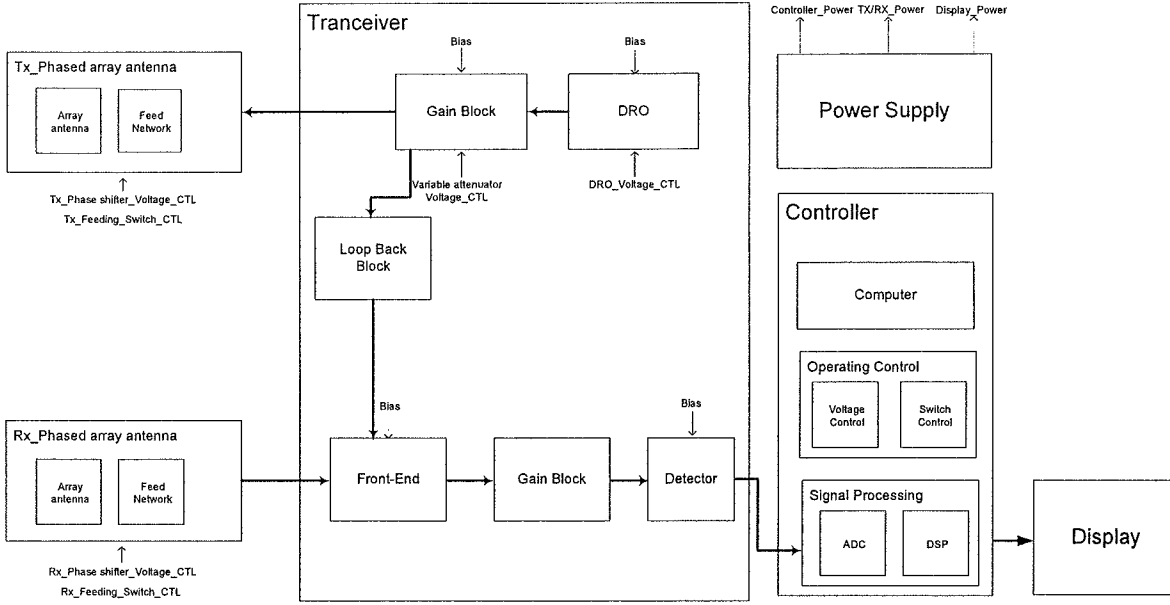 Tranceiver
Controller_Power
TX/RX_Power
Display_Power
Power Supply
Tx_Phased array antenna
Array
antenna
Feed
Network
Tx_Phase shifter_Voltage_CTL
Tx_Feeding_Switch_CTL
Bias
Gain Block
Variable attenuator
Voltage_CTL
Bias
DRO
DRO_Voltage_CTL
Loop Back
Block
Controller
Computer
Operating Control
Voltage
Control
Switch
Control
Signal Processing
ADC
DSP
Rx_Phased array antenna
Array
antenna
Feed
Network
Rx_Phase shifter_Voltage_CTL
Rx_Feeding_Switch_CTL
Bias
Front-End
Gain Block
Bias
Detector
Display